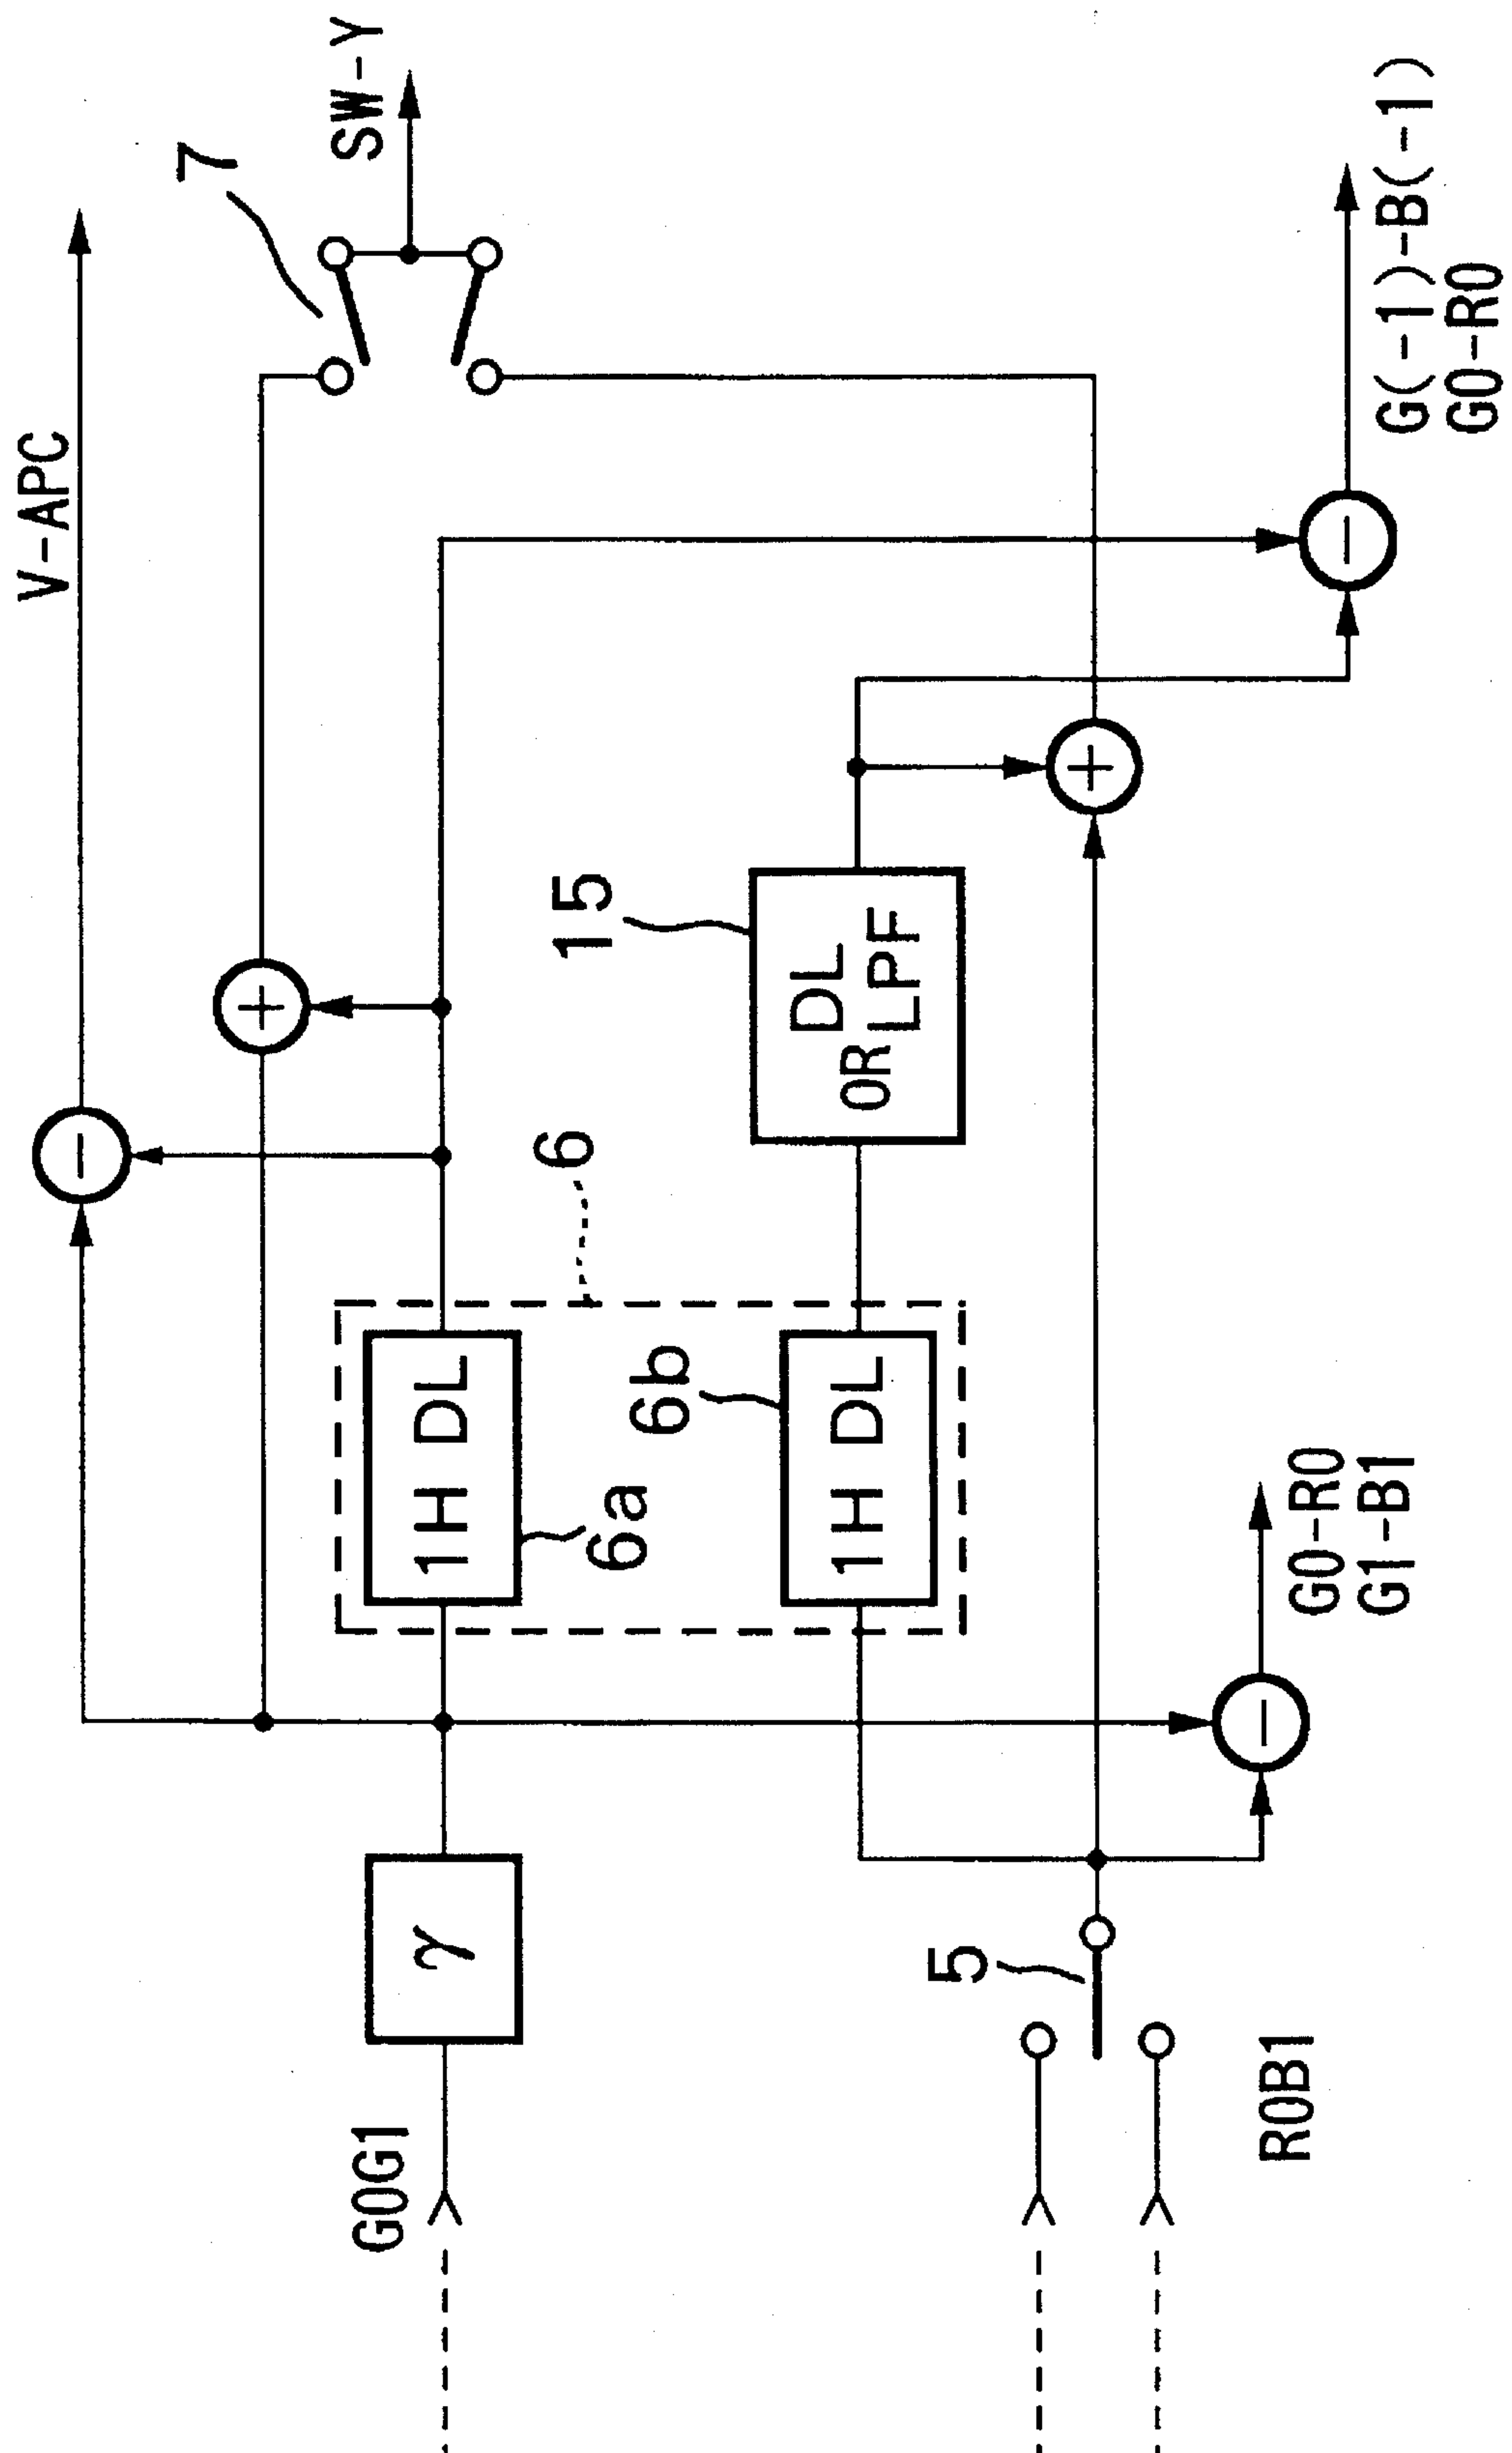 V-APC
7
SW-Y
+
−
6
G0G1
γ
1H DL
6a
6b
1H DL
15
DL
OR LPF
+
−
G(-1)-B(-1)
G0-R0
5
R0B1
−
G0-R0
G1-B1